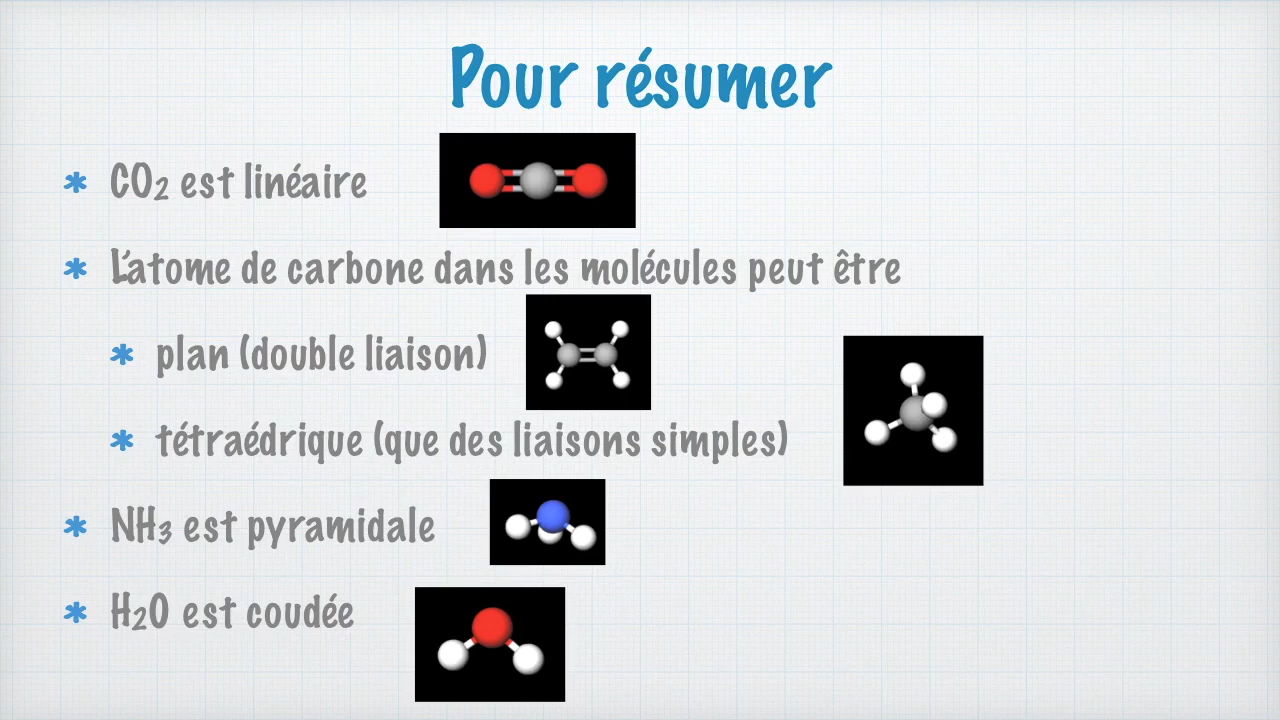 Pour résumer
* CO₂ est linéaire
* L'atome de carbone dans les molécules peut être
* plan (double liaison)
* tétraédrique (que des liaisons simples)
* NH₃ est pyramidale
* H₂O est coudée